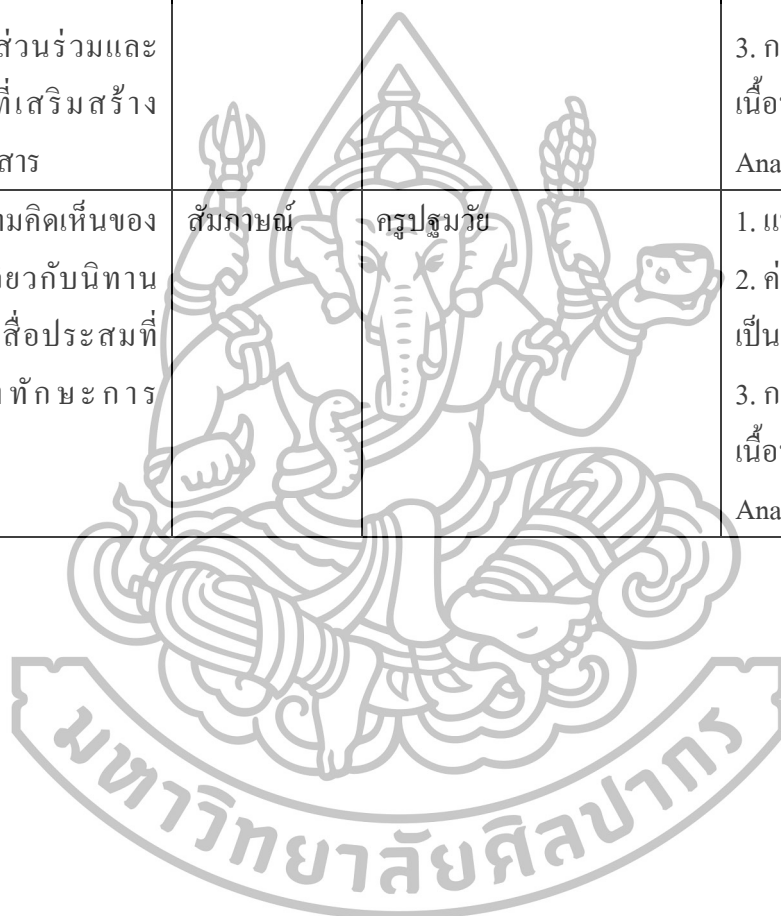 ส่วนร่วมและ
ที่เสริมสร้าง
สาร
3. ก
เนื้อ
Ana
ามคิดเห็นของ
สัมภาษณ์
ครูปฐมวัย
ยวกับนิทาน
สื่อประสมที่
ทักษะการ
1. แ
2. ค่
เป็น
3. ก
เนื้อ
Ana
มหาวิทยาลัยศิลปากร